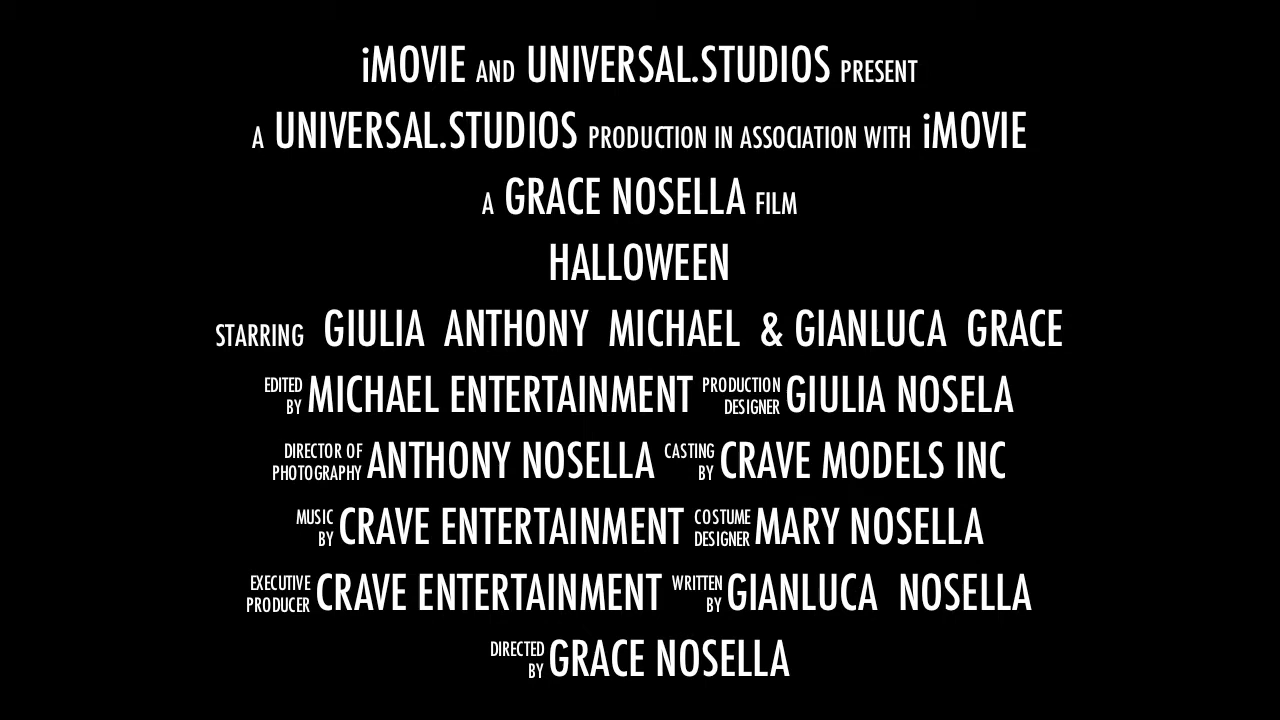 iMOVIE AND UNIVERSAL.STUDIOS PRESENT
A UNIVERSAL.STUDIOS PRODUCTION IN ASSOCIATION WITH iMOVIE
A GRACE NOSELLA FILM
HALLOWEEN
STARRING GIULIA ANTHONY MICHAEL & GIANLUCA GRACE
EDITED BY MICHAEL ENTERTAINMENT PRODUCTION DESIGNER GIULIA NOSELA
DIRECTOR OF PHOTOGRAPHY ANTHONY NOSELLA CASTING BY CRAVE MODELS INC
MUSIC BY CRAVE ENTERTAINMENT COSTUME DESIGNER MARY NOSELLA
EXECUTIVE PRODUCER CRAVE ENTERTAINMENT WRITTEN BY GIANLUCA NOSELLA
DIRECTED BY GRACE NOSELLA